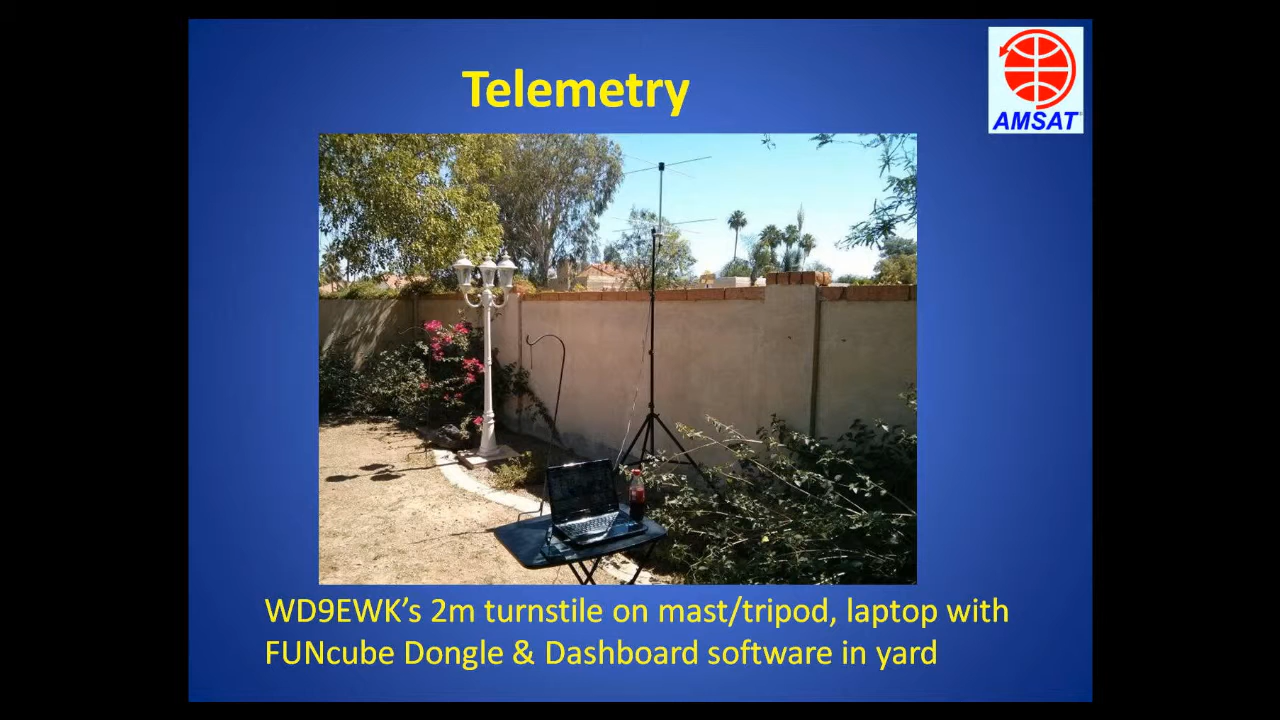 Telemetry
AMSAT
WD9EWK’s 2m turnstile on mast/tripod, laptop with
FUNcube Dongle & Dashboard software in yard